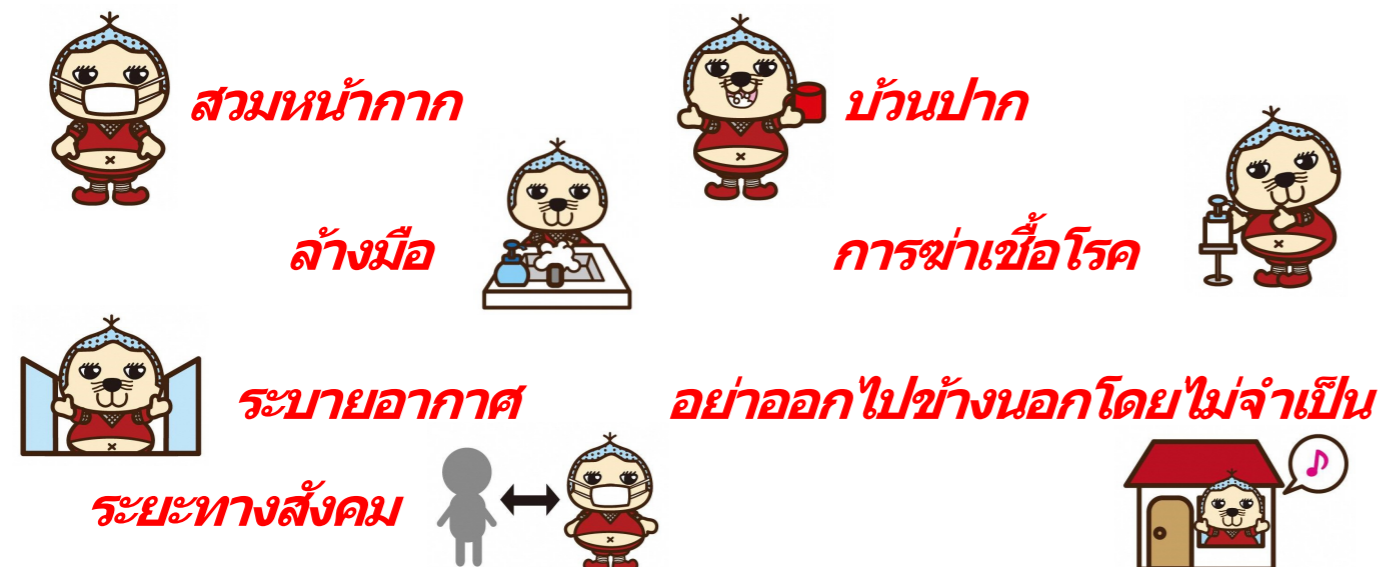 สวมหน้ากาก
บ้วนปาก
ล้างมือ
การฆ่าเชื้อโรค
ระบายอากาศ
อย่าออกไปข้างนอกโดยไม่จำเป็น
ระยะทางสังคม